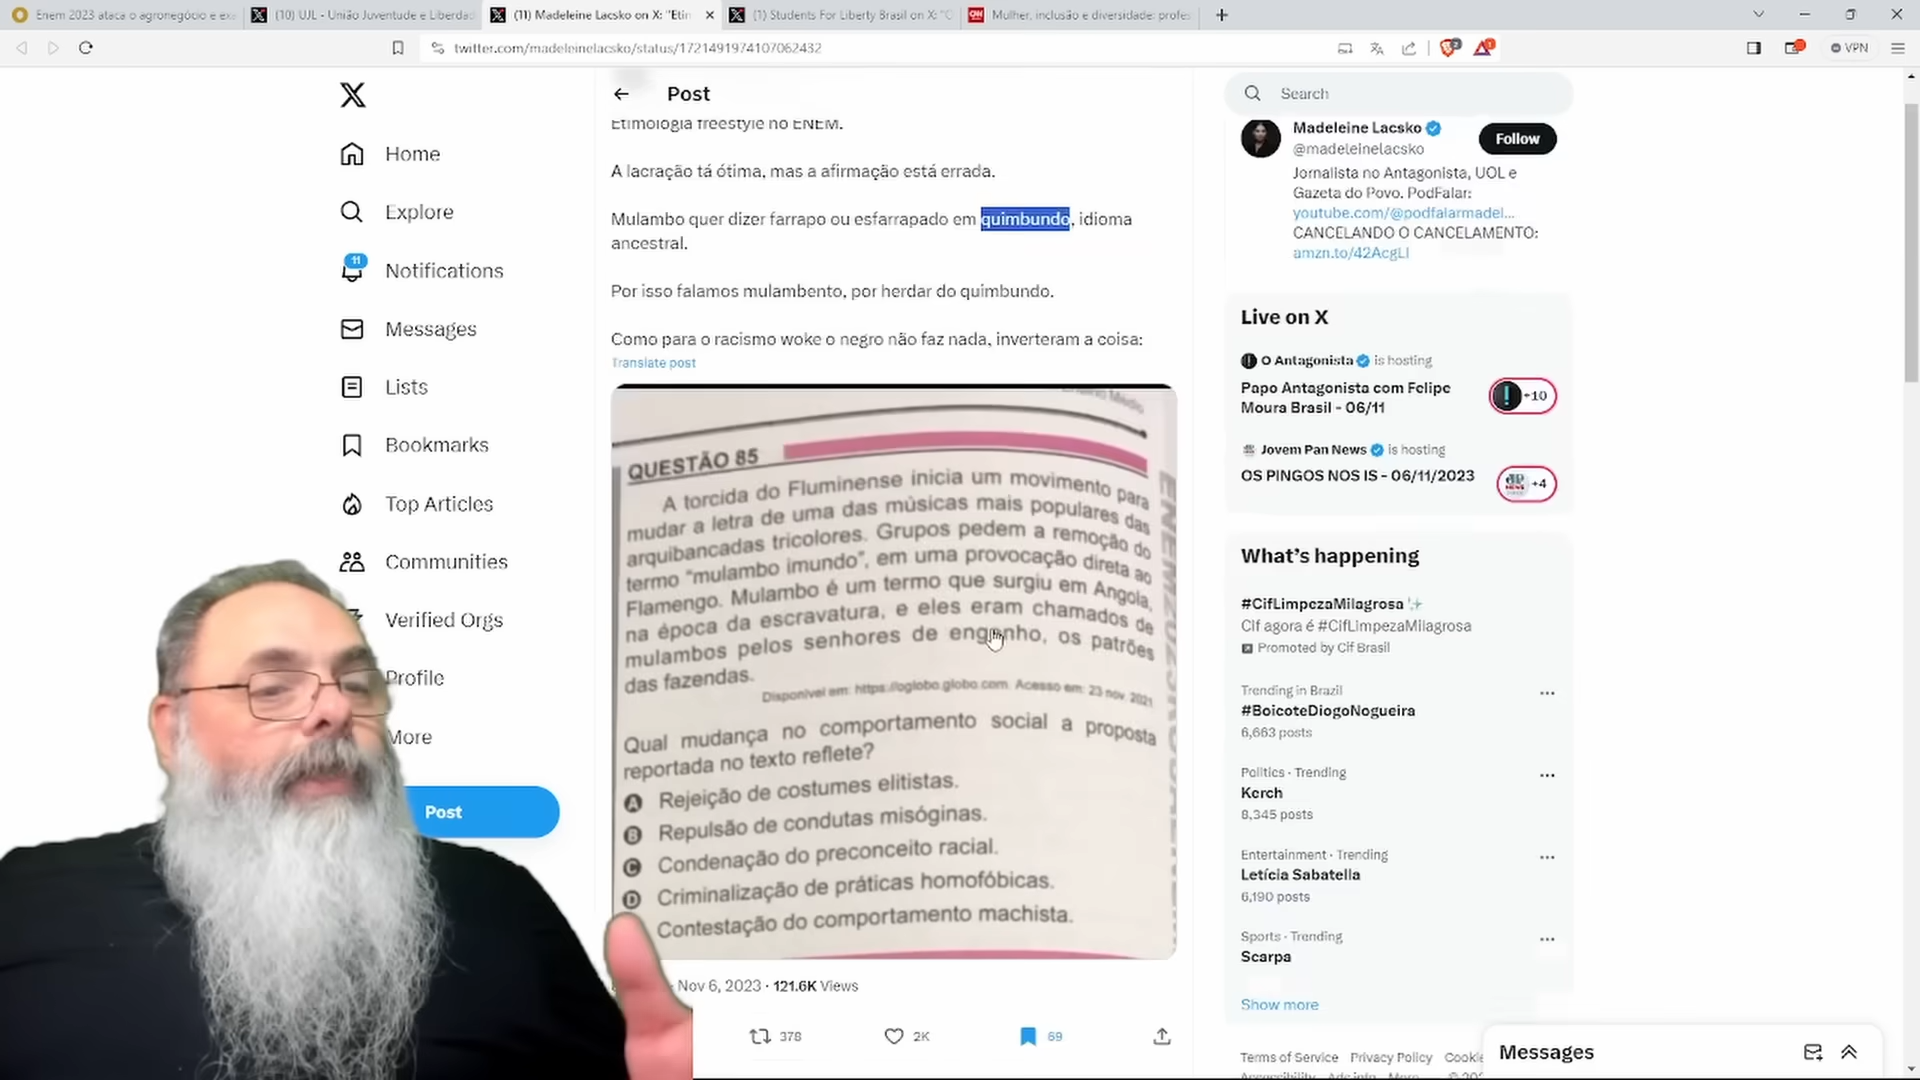 Enem 2023 ataca o agronegócio e exa
(10) UJL - União Juventude e Liberdad
(11) Madeleine Lacsko on X: "Etin
(1) Students For Liberty Brasil on X: "C
Mulher, inclusão e diversidade: profes
twitter.com/madeleinelacsko/status/1721491974107062432
VPN
Home
Explore
11
Notifications
Messages
Lists
Bookmarks
Top Articles
Communities
Verified Orgs
Profile
More
Post
Post
Etimologia freestyle no ENEM.
A lacração tá ótima, mas a afirmação está errada.
Mulambo quer dizer farrapo ou esfarrapado em quimbundo, idioma
ancestral.
Por isso falamos mulambento, por herdar do quimbundo.
Como para o racismo woke o negro não faz nada, inverteram a coisa:
Translate post
Ensino Médio
QUESTÃO 85
A torcida do Fluminense inicia um movimento para
mudar a letra de uma das músicas mais populares das
arquibancadas tricolores. Grupos pedem a remoção do
termo "mulambo imundo", em uma provocação direta ao
Flamengo. Mulambo é um termo que surgiu em Angola,
na época da escravatura, e eles eram chamados de
mulambos pelos senhores de engenho, os patrões
das fazendas.
Disponível em: https://oglobo.globo.com. Acesso em: 23 nov. 2021
Qual mudança no comportamento social a proposta
reportada no texto reflete?
A Rejeição de costumes elitistas.
B Repulsão de condutas misóginas.
C Condenação do preconceito racial.
D Criminalização de práticas homofóbicas.
Contestação do comportamento machista.
Nov 6, 2023 · 121.6K Views
378
2K
69
Search
Madeleine Lacsko
@madeleinelacsko
Follow
Jornalista no Antagonista, UOL e
Gazeta do Povo. PodFalar:
youtube.com/@podfalarmadel...
CANCELANDO O CANCELAMENTO:
amzn.to/42AcgLI
Live on X
O Antagonista is hosting
Papo Antagonista com Felipe
Moura Brasil - 06/11
+10
Jovem Pan News is hosting
OS PINGOS NOS IS - 06/11/2023
+4
What's happening
#CifLimpezaMilagrosa
Cif agora é #CifLimpezaMilagrosa
Promoted by Cif Brasil
Trending in Brazil
#BoicoteDiogoNogueira
6,663 posts
Politics · Trending
Kerch
8,345 posts
Entertainment · Trending
Letícia Sabatella
6,190 posts
Sports · Trending
Scarpa
Show more
Terms of Service Privacy Policy Cookie
Messages